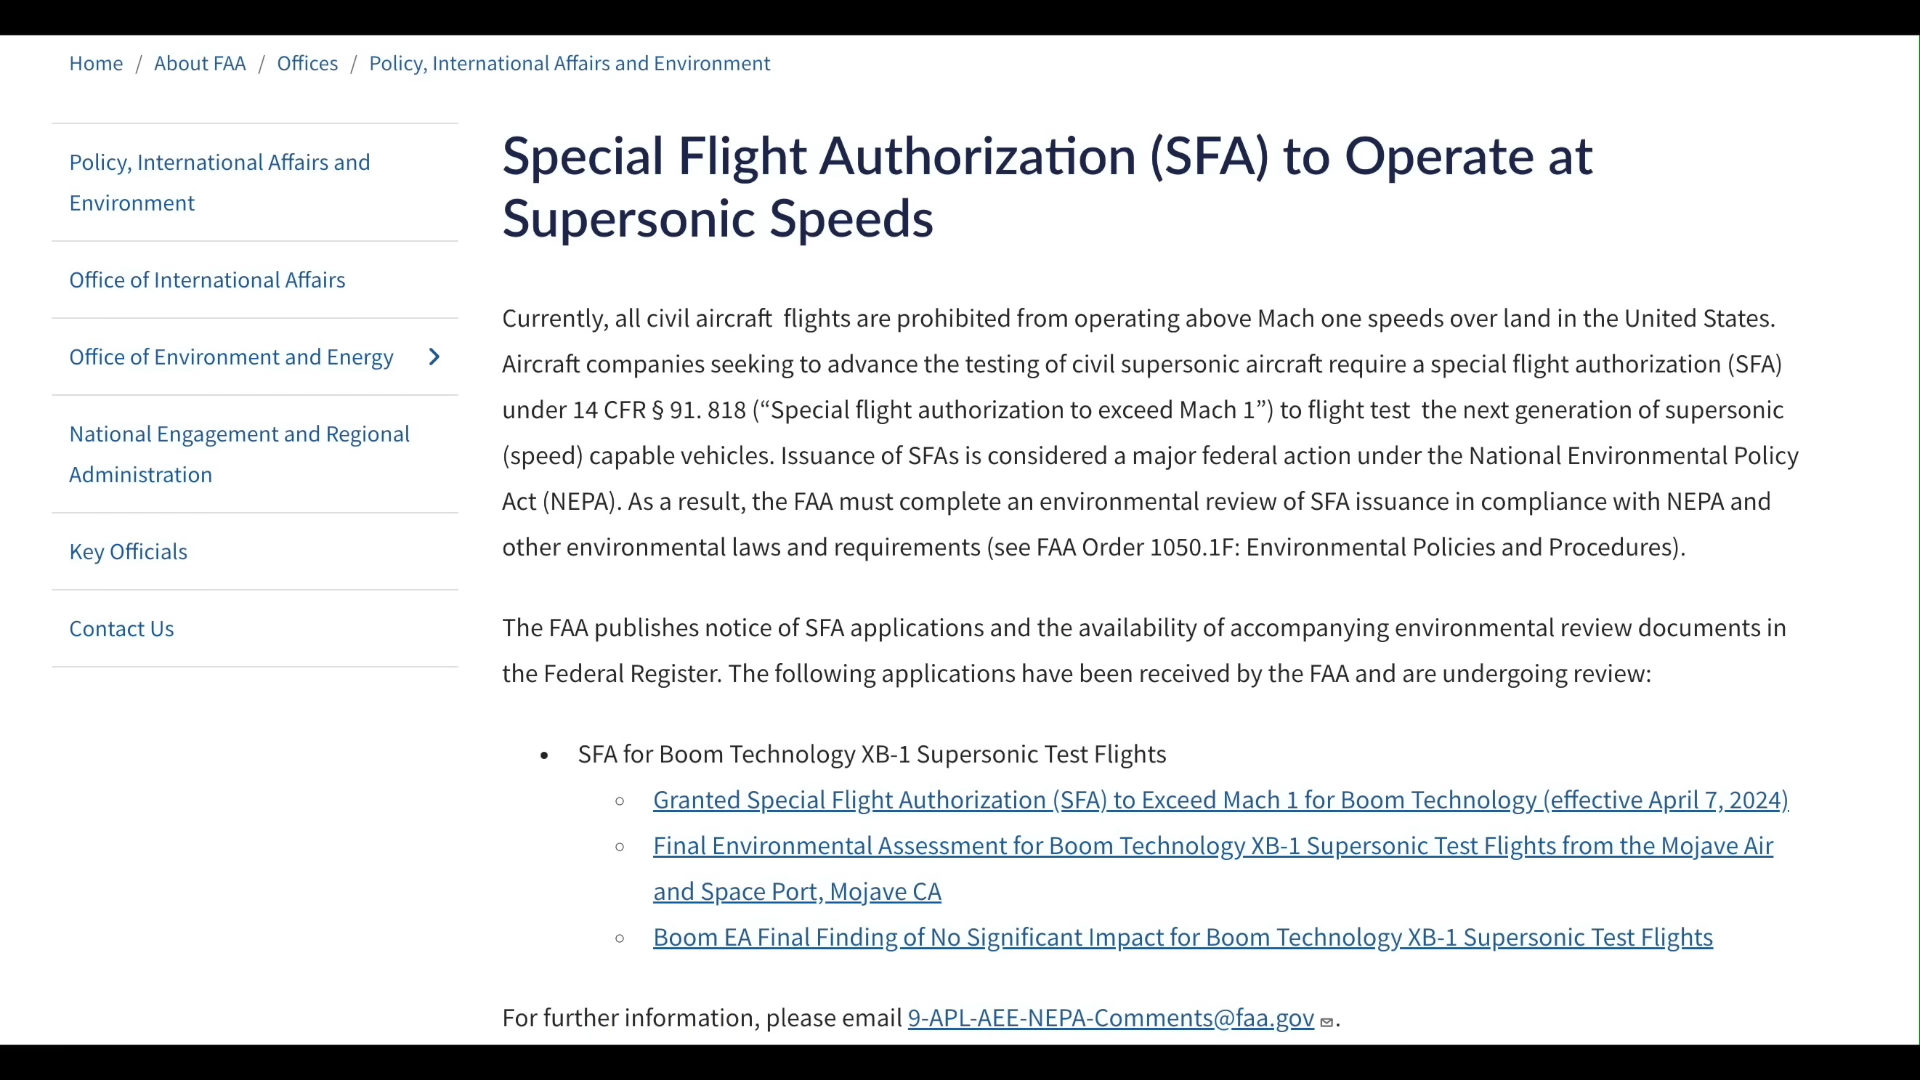 Home / About FAA / Offices / Policy, International Affairs and Environment
Policy, International Affairs and
Environment
Office of International Affairs
Office of Environment and Energy
National Engagement and Regional
Administration
Key Officials
Contact Us
Special Flight Authorization (SFA) to Operate at
Supersonic Speeds
Currently, all civil aircraft  flights are prohibited from operating above Mach one speeds over land in the United States.
Aircraft companies seeking to advance the testing of civil supersonic aircraft require a special flight authorization (SFA)
under 14 CFR § 91. 818 (“Special flight authorization to exceed Mach 1”) to flight test  the next generation of supersonic
(speed) capable vehicles. Issuance of SFAs is considered a major federal action under the National Environmental Policy
Act (NEPA). As a result, the FAA must complete an environmental review of SFA issuance in compliance with NEPA and
other environmental laws and requirements (see FAA Order 1050.1F: Environmental Policies and Procedures).
The FAA publishes notice of SFA applications and the availability of accompanying environmental review documents in
the Federal Register. The following applications have been received by the FAA and are undergoing review:
• SFA for Boom Technology XB-1 Supersonic Test Flights
○ Granted Special Flight Authorization (SFA) to Exceed Mach 1 for Boom Technology (effective April 7, 2024)
○ Final Environmental Assessment for Boom Technology XB-1 Supersonic Test Flights from the Mojave Air
and Space Port, Mojave CA
○ Boom EA Final Finding of No Significant Impact for Boom Technology XB-1 Supersonic Test Flights
For further information, please email 9-APL-AEE-NEPA-Comments@faa.gov.